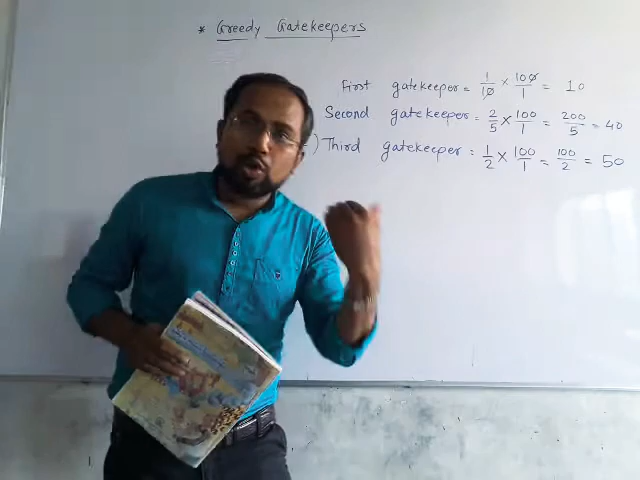 * Greedy Gatekeepers
First gatekeeper = 1/10 × 100/1 = 10
Second gatekeeper = 2/5 × 100/1 = 200/5 = 40
) Third gatekeeper = 1/2 × 100/1 = 100/2 = 50